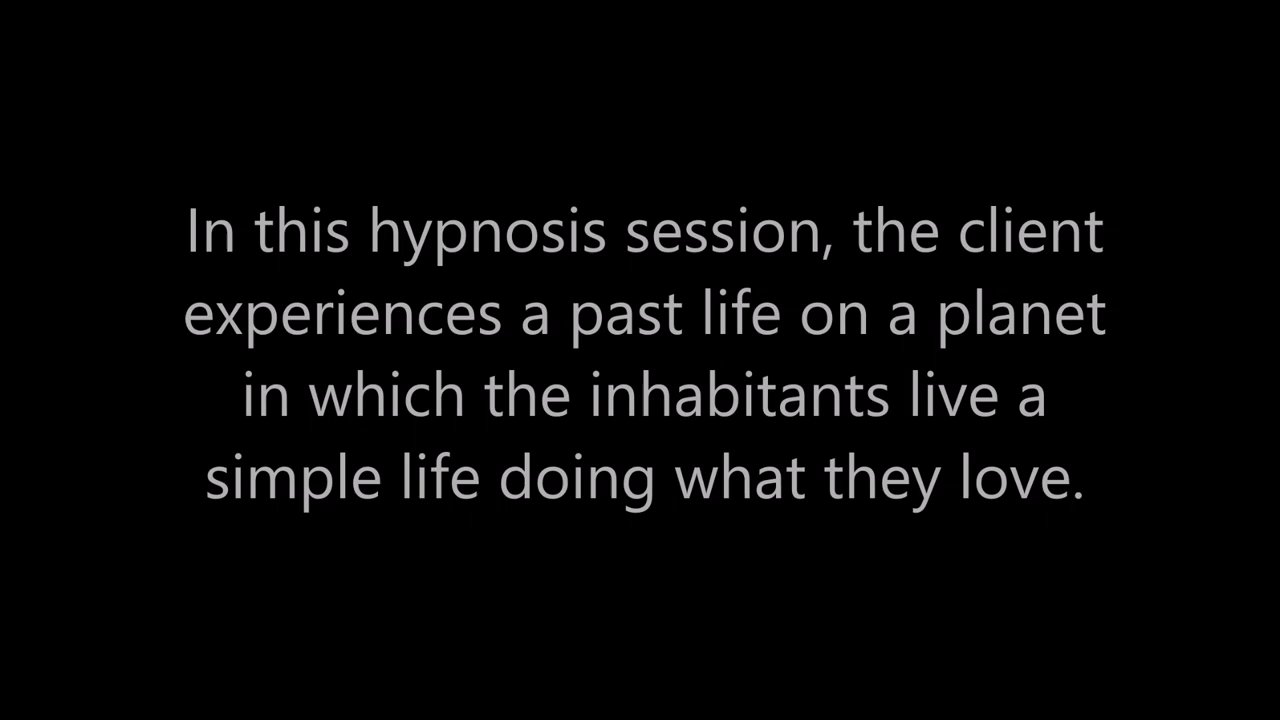 In this hypnosis session, the client
experiences a past life on a planet
in which the inhabitants live a
simple life doing what they love.